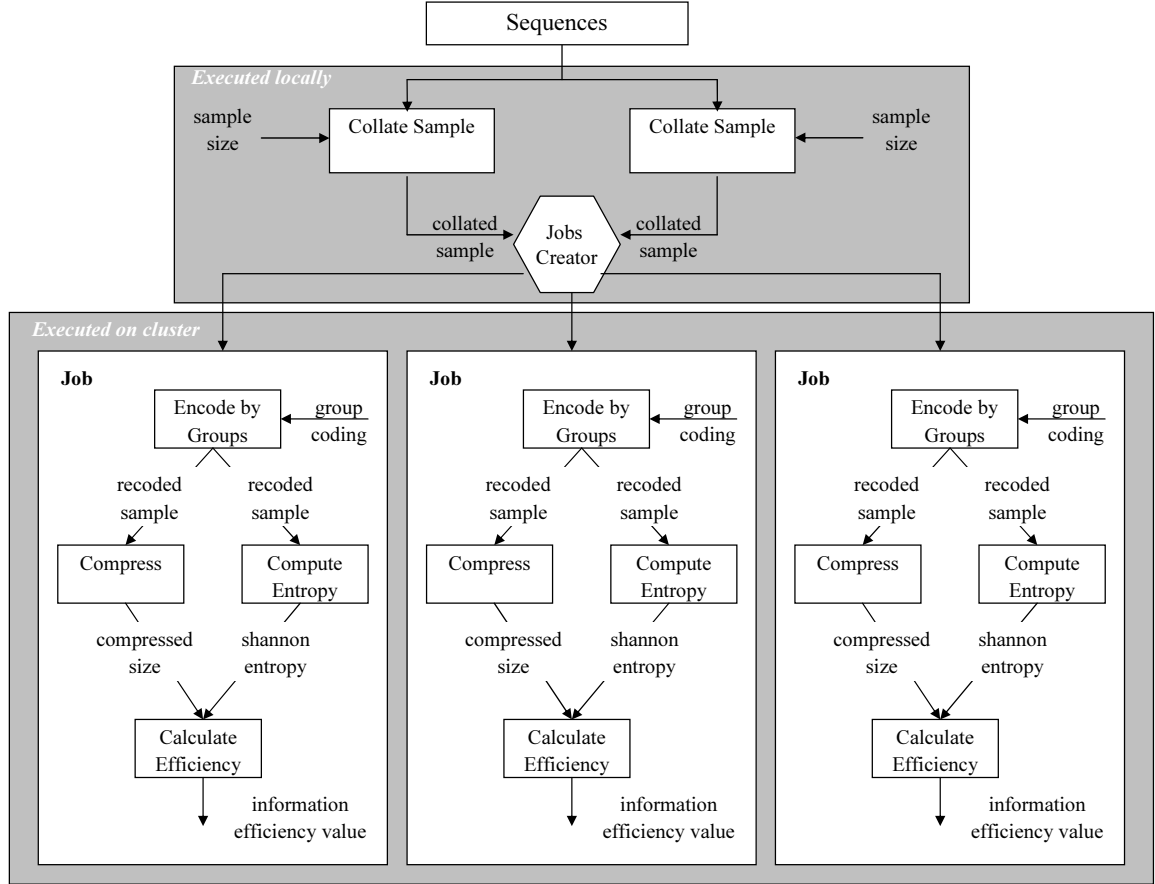 Sequences
Executed locally
sample
size
Collate Sample
Collate Sample
sample
size
collated
sample
Jobs
Creator
collated
sample
Executed on cluster
Job
Encode by
Groups
group
coding
recoded
sample
recoded
sample
Compress
Compute
Entropy
compressed
size
shannon
entropy
Calculate
Efficiency
information
efficiency value
Job
Encode by
Groups
group
coding
recoded
sample
recoded
sample
Compress
Compute
Entropy
compressed
size
shannon
entropy
Calculate
Efficiency
information
efficiency value
Job
Encode by
Groups
group
coding
recoded
sample
recoded
sample
Compress
Compute
Entropy
compressed
size
shannon
entropy
Calculate
Efficiency
information
efficiency value